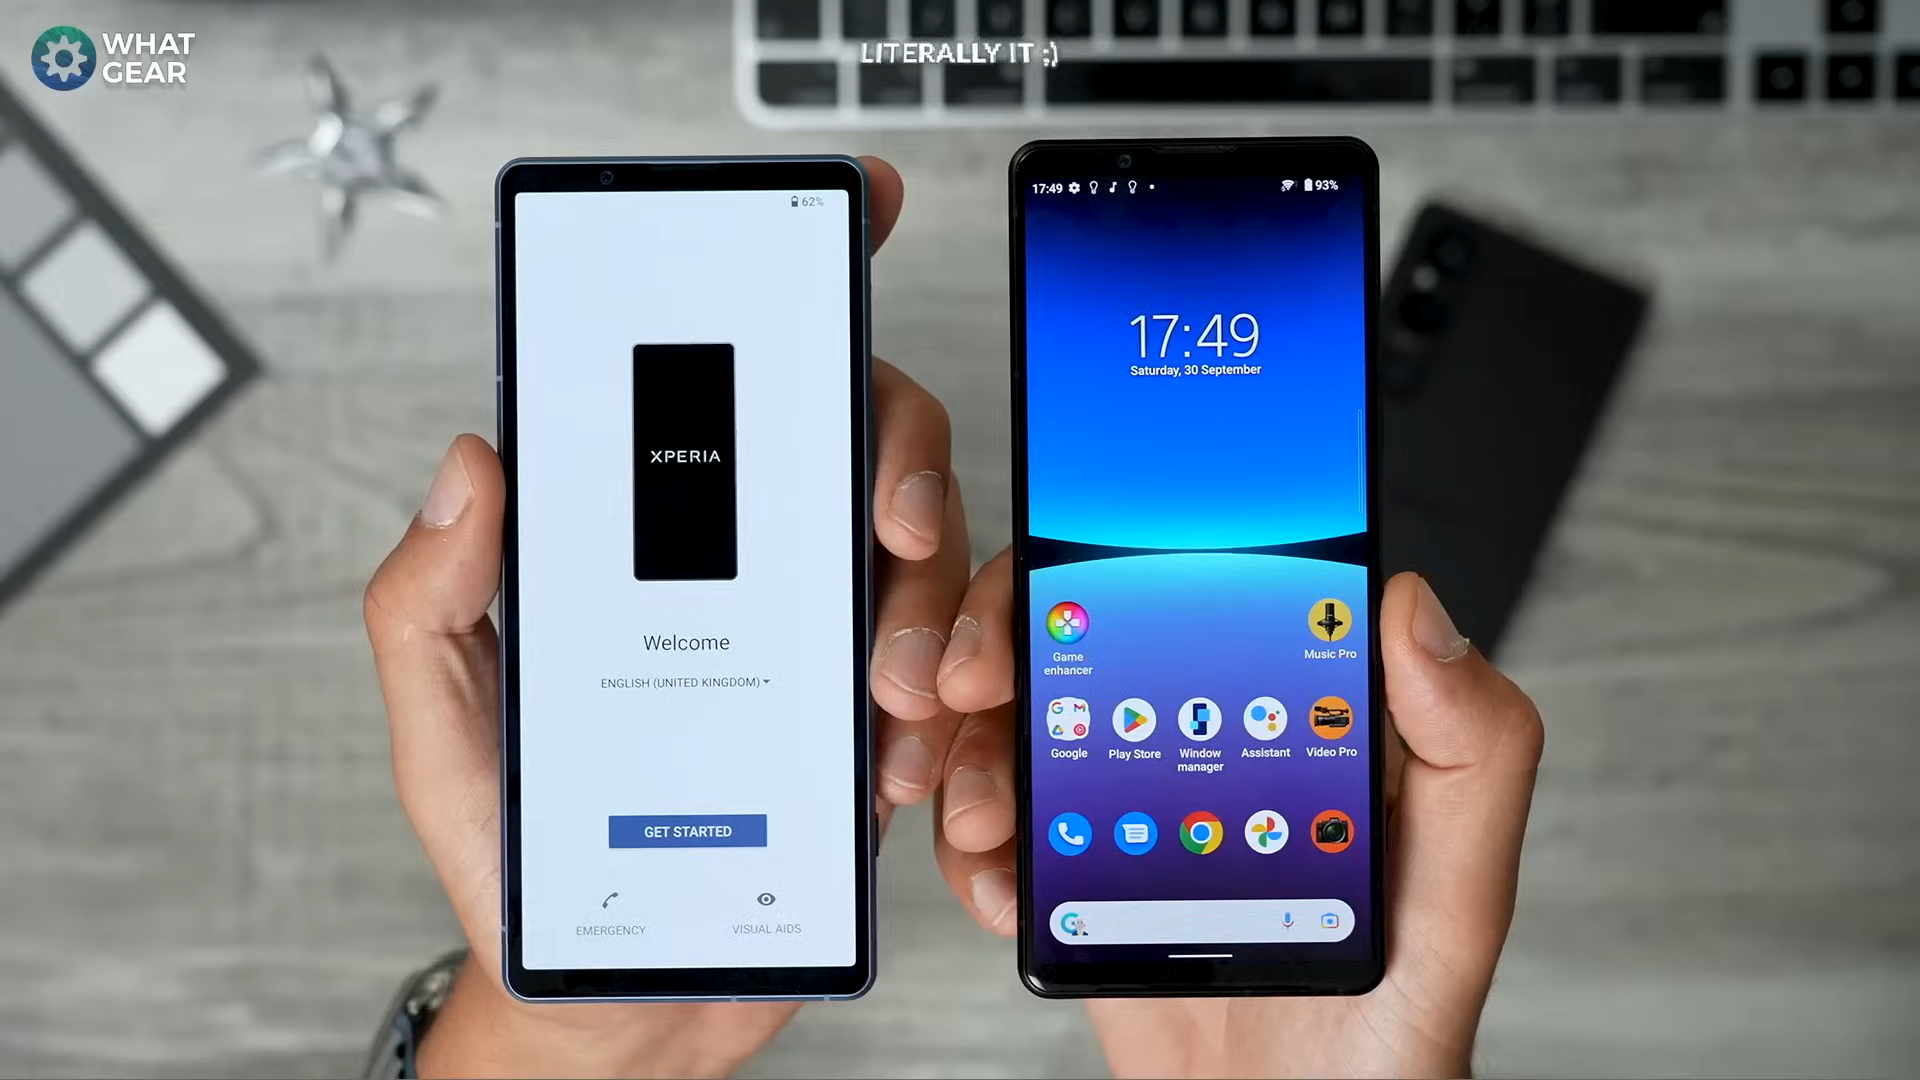 WHAT
GEAR
LITERALLY IT ;)
62%
XPERIA
Welcome
ENGLISH (UNITED KINGDOM)
GET STARTED
EMERGENCY
VISUAL AIDS
17:49
93%
17:49
Saturday, 30 September
Game
enhancer
Music Pro
Google
Play Store
Window
manager
Assistant
Video Pro